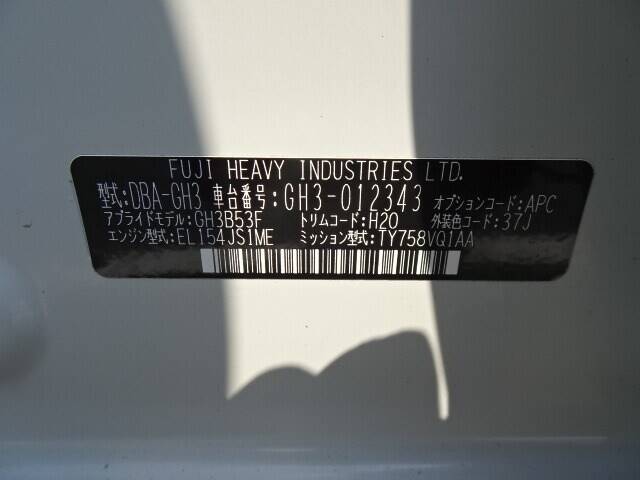 FUJI HEAVY INDUSTRIES LTD.
型式:DBA-GH3 車台番号:GH3-012343 オプションコード:APC
アプライドモデル:GH3B53F トリムコード:H20 外装色コード:37J
エンジン型式:EL154JS1ME ミッション型式:TY758VQ1AA